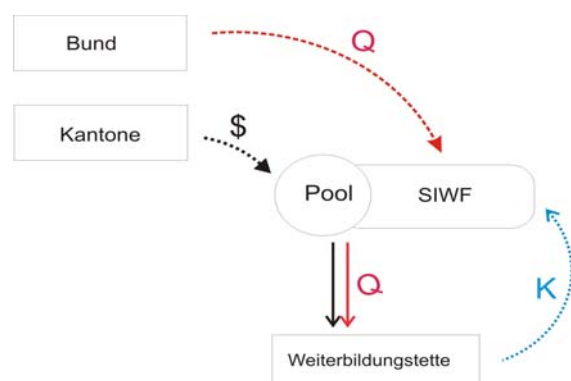 Bund
Q
Kantone
$
Pool
SIWF
Q
K
Weiterbildungstette